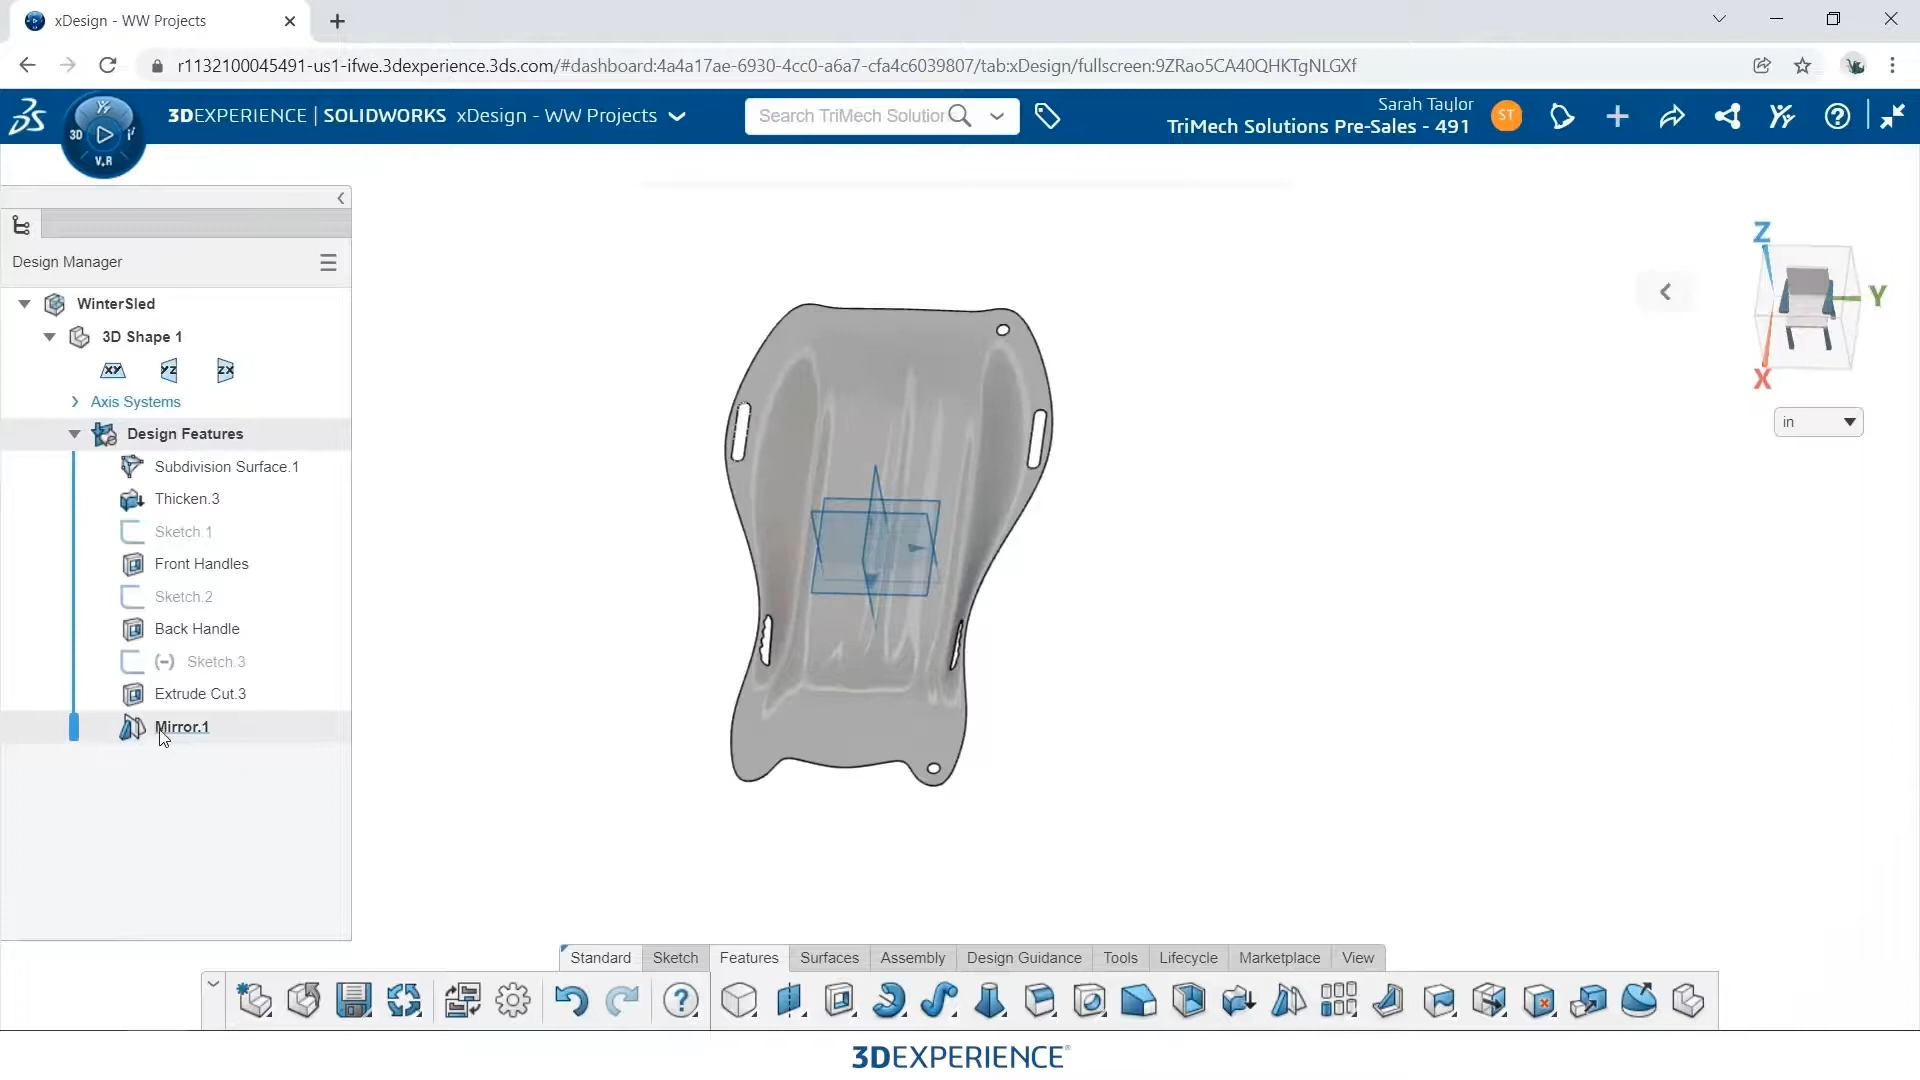 xDesign - WW Projects
r1132100045491-us1-ifwe.3dexperience.3ds.com/#dashboard:4a4a17ae-6930-4cc0-a6a7-cfa4c6039807/tab:xDesign/fullscreen:9ZRao5CA40QHKTgNLGXf
3DEXPERIENCE | SOLIDWORKS xDesign - WW Projects
Search TriMech Solution
Sarah Taylor
TriMech Solutions Pre-Sales - 491
ST
3D
V.R
Design Manager
WinterSled
3D Shape 1
XY YZ ZX
Axis Systems
Design Features
Subdivision Surface.1
Thicken.3
Sketch.1
Front Handles
Sketch.2
Back Handle
(-) Sketch.3
Extrude Cut.3
Mirror.1
Z
Y
X
in
Standard Sketch Features Surfaces Assembly Design Guidance Tools Lifecycle Marketplace View
3DEXPERIENCE®